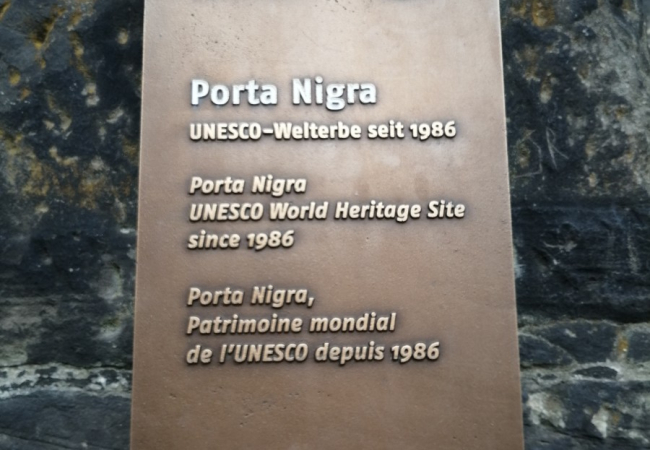 Porta Nigra
UNESCO-Welterbe seit 1986
Porta Nigra
UNESCO World Heritage Site
since 1986
Porta Nigra,
Patrimoine mondial
de l'UNESCO depuis 1986